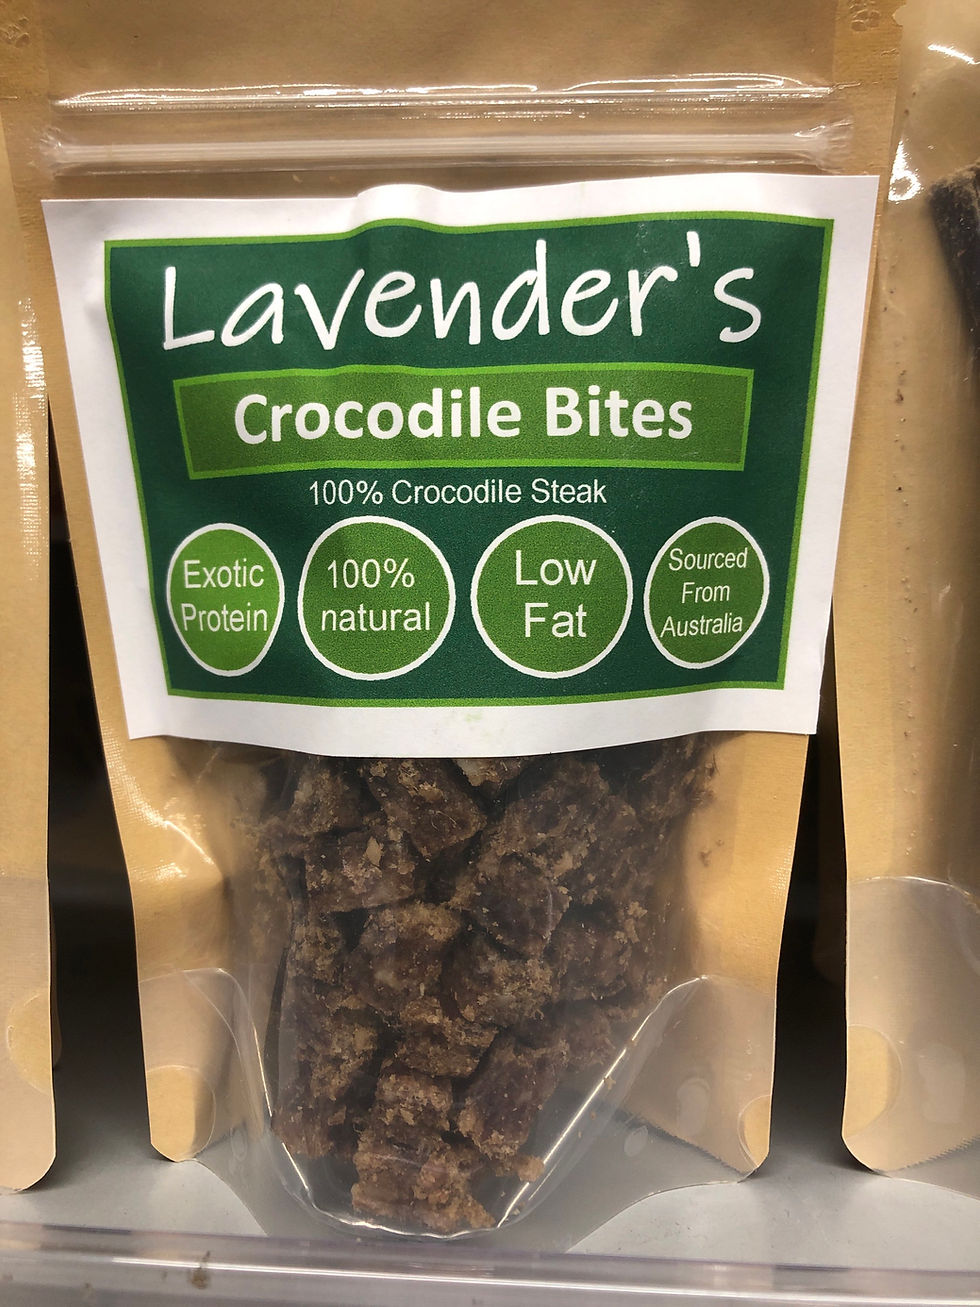 Lavender's
Crocodile Bites
100% Crocodile Steak
Exotic
Protein
100%
natural
Low
Fat
Sourced
From
Australia